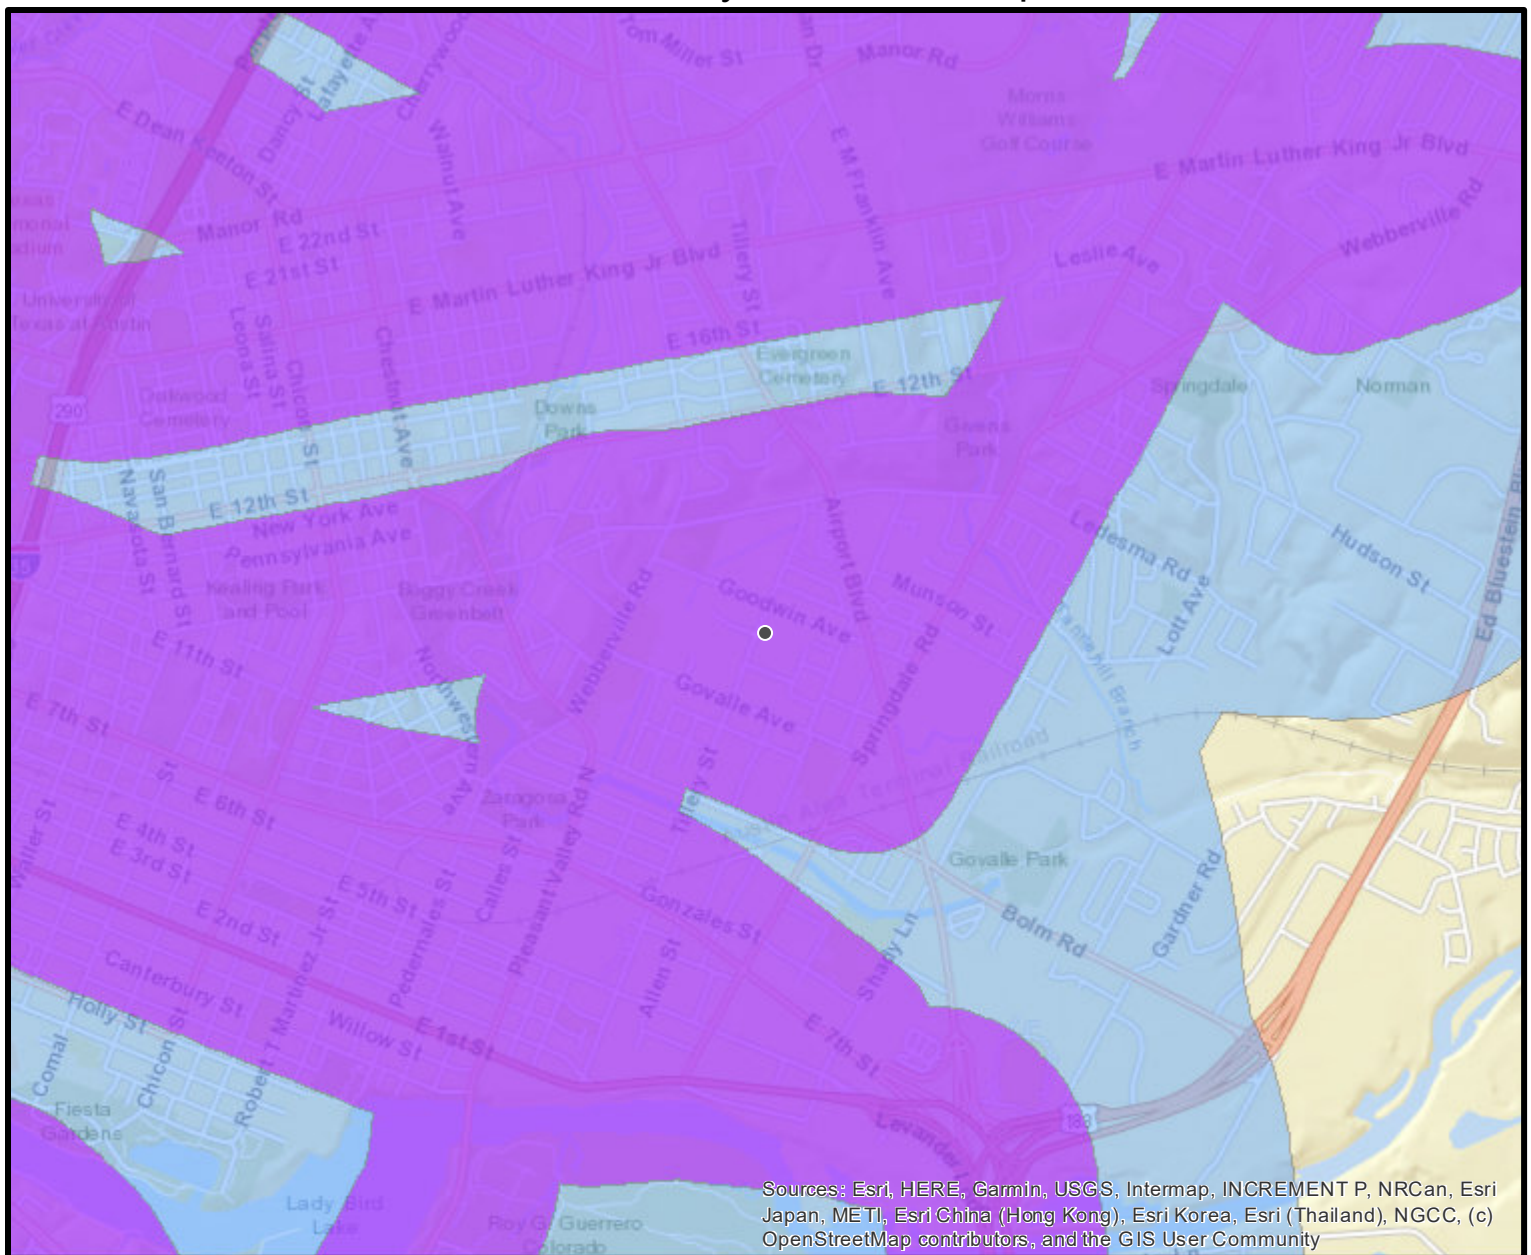 Tom Miller St
Manor Rd
Lafayette A
Cherrywoo
Dancy St
E Dean Keeton St
Walnut Ave
Morris
Williams
Golf Course
E M Franklin Ave
E Martin Luther King Jr Blvd
Webberville Rd
Manor Rd
E 22nd St
E 21st St
Tillery St
Leslie Ave
E Martin Luther King Jr Blvd
University of
Texas at Austin
Leona St
Salina St
Chicon St
Chestnut Ave
E 16th St
Evergreen
Cemetery
E 12th St
Springdale
Norman
290
Oakwood
Cemetery
Downs
Park
Givens
Park
Navasota St
San Bernard St
E 12th St
New York Ave
Pennsylvania Ave
Airport Blvd
Ledesma Rd
Hudson St
Ed Bluestein B
35
Kealing Park
and Pool
Boggy Creek
Greenbelt
Webberville Rd
Goodwin Ave
Munson St
Lott Ave
Tannehill Branch
E 11th St
Northwestern Ave
Govalle Ave
Springdale Rd
E 7th St
St
E 6th St
Zaragosa
Park
Tillery St
Railroad
Waller St
E 4th St
E 3rd St
E 5th St
Callen St
Pleasant Valley Rd N
Govalle Park
Gardner Rd
E 2nd St
Pedernales St
Gonzales St
Bolm Rd
Canterbury St
Robert T Martinez Jr St
Allen St
Shady Ln
Holly St
Chicon St
Willow St
E 1st St
E 7th St
Comal
Fiesta
Gardens
Levander
183
Lady Bird
Lake
Roy G. Guerrero
Colorado
Sources: Esri, HERE, Garmin, USGS, Intermap, INCREMENT P, NRCan, Esri
Japan, METI, Esri China (Hong Kong), Esri Korea, Esri (Thailand), NGCC, (c)
OpenStreetMap contributors, and the GIS User Community